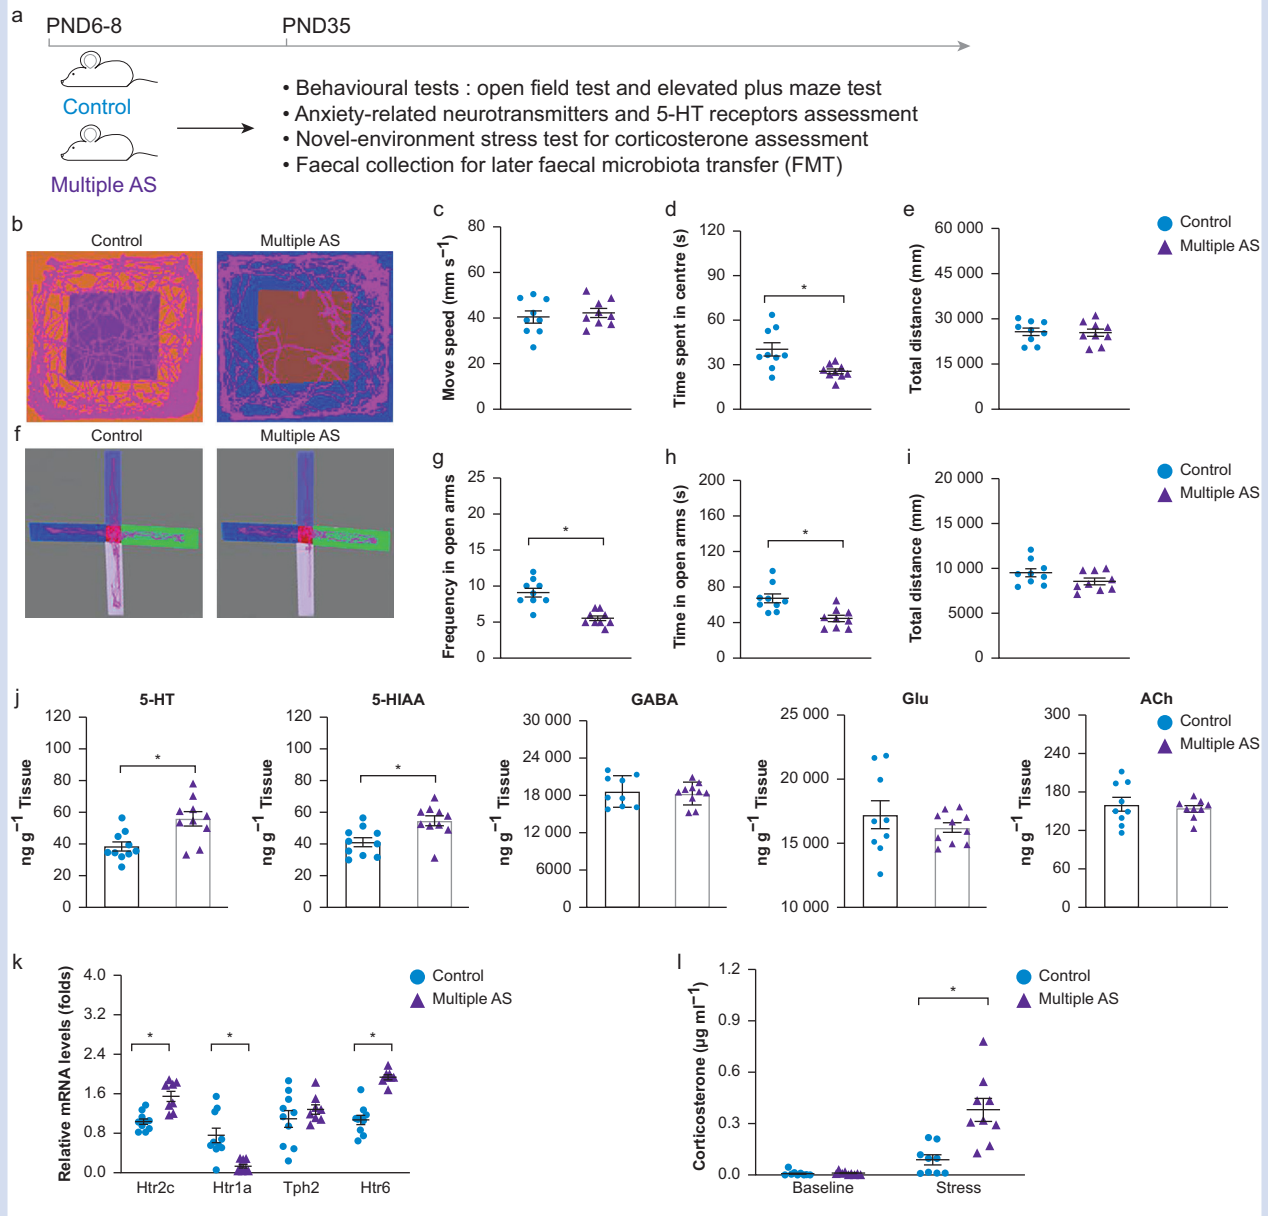 a
PND6-8
PND35
Control
Multiple AS
• Behavioural tests : open field test and elevated plus maze test
• Anxiety-related neurotransmitters and 5-HT receptors assessment
• Novel-environment stress test for corticosterone assessment
• Faecal collection for later faecal microbiota transfer (FMT)
b
Control
Multiple AS
c
Move speed (mm s⁻¹)
80
60
40
20
0
d
Time spent in centre (s)
120
90
60
30
0
*
e
Total distance (mm)
60 000
45 000
30 000
15 000
0
Control
Multiple AS
f
Control
Multiple AS
g
Frequency in open arms
25
20
15
10
5
0
*
h
Time in open arms (s)
200
160
120
80
40
0
*
i
Total distance (mm)
20 000
15 000
10 000
5000
0
Control
Multiple AS
j
5-HT
ng g⁻¹ Tissue
120
100
80
60
40
20
0
*
5-HIAA
ng g⁻¹ Tissue
120
100
80
60
40
20
0
*
GABA
ng g⁻¹ Tissue
30 000
24 000
18 000
12 000
6000
0
Glu
ng g⁻¹ Tissue
25 000
20 000
15 000
10 000
ACh
ng g⁻¹ Tissue
300
240
180
120
60
0
Control
Multiple AS
k
Relative mRNA levels (folds)
4.0
3.2
2.4
1.6
0.8
0.0
*
*
*
Htr2c
Htr1a
Tph2
Htr6
Control
Multiple AS
l
Corticosterone (µg ml⁻¹)
1.2
0.9
0.6
0.3
0.0
*
Baseline
Stress
Control
Multiple AS